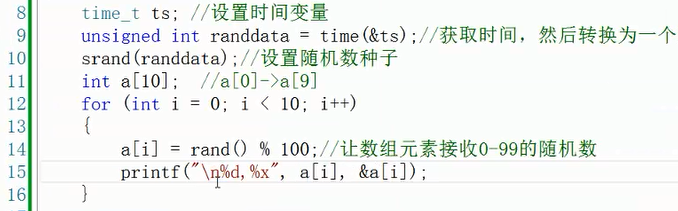 8 time_t ts; //设置时间变量
9 unsigned int randdata = time(&ts);//获取时间，然后转换为一个
10 srand(randdata);//设置随机数种子
11 int a[10];  //a[0]->a[9]
12 for (int i = 0; i < 10; i++)
13 {
14 a[i] = rand() % 100;//让数组元素接收0-99的随机数
15 printf("\n%d,%x", a[i], &a[i]);
16 }